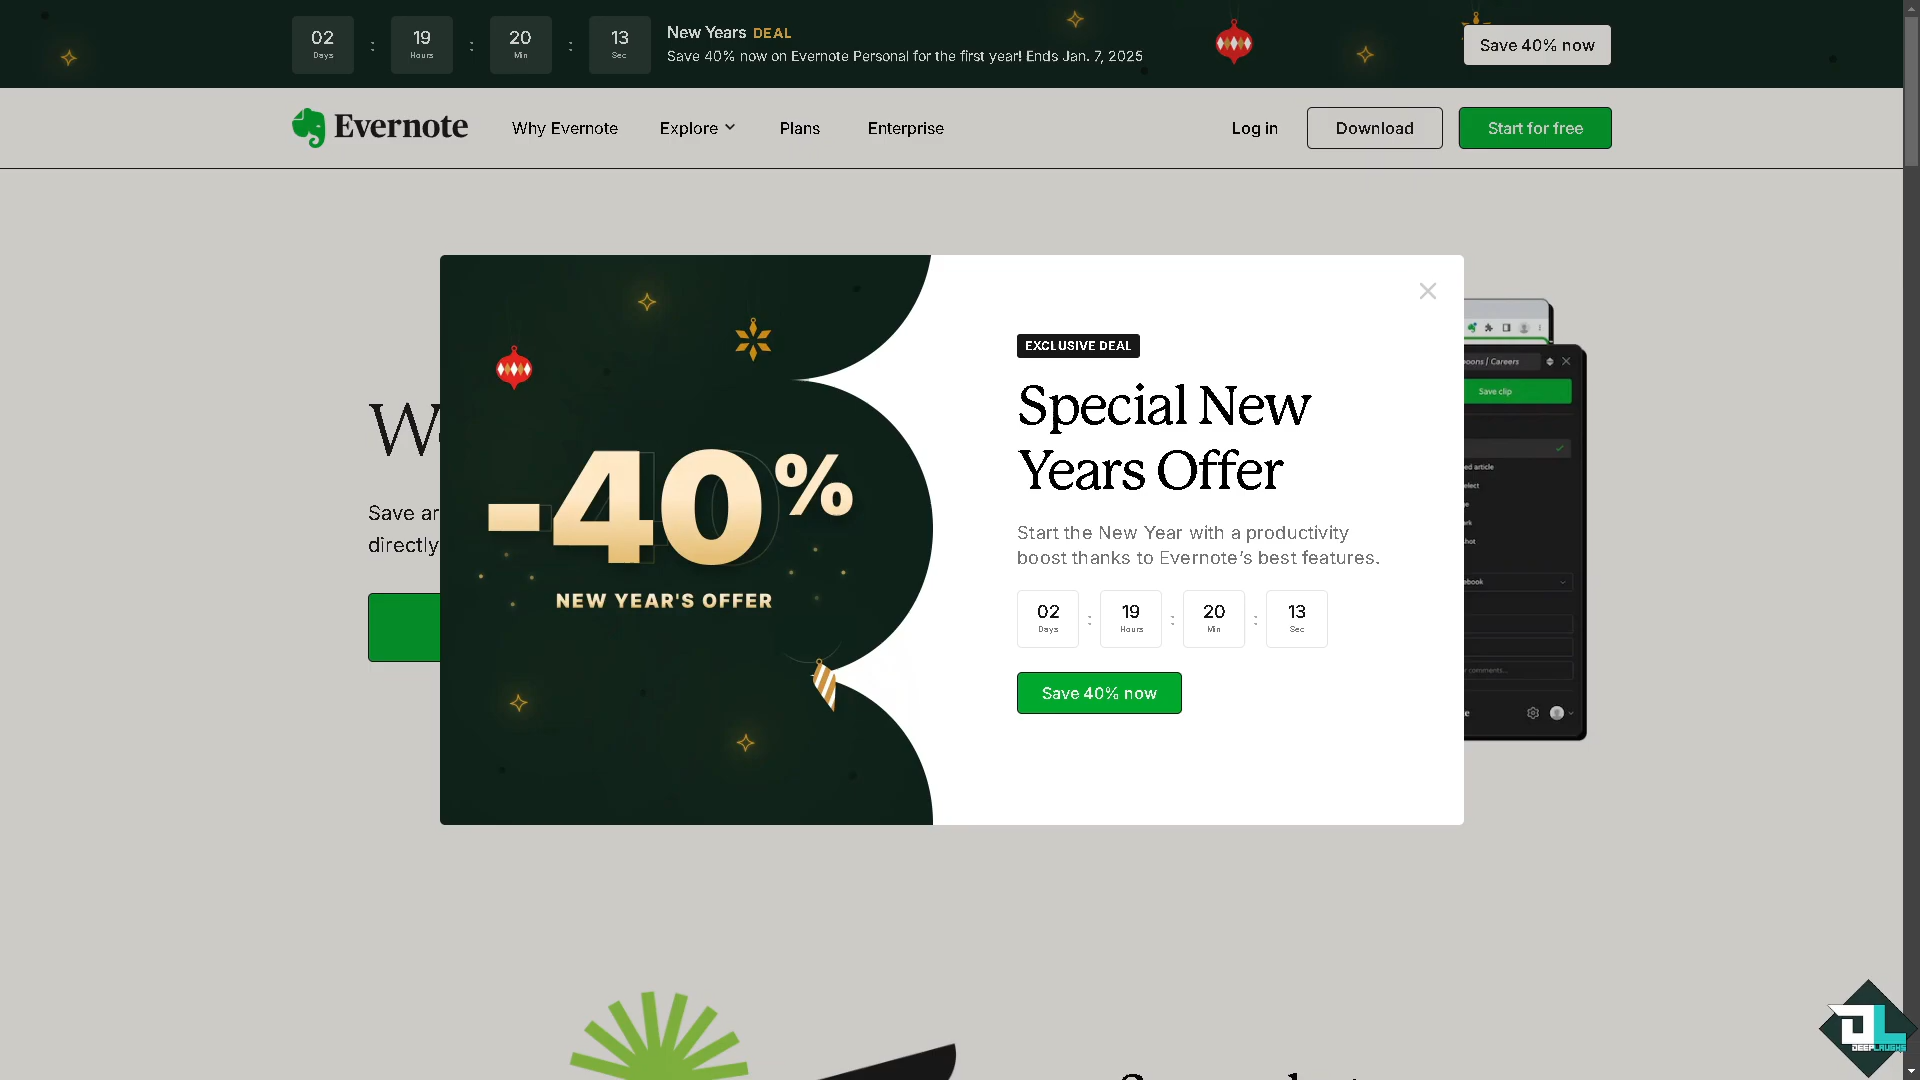 02
Days
:
19
Hours
:
20
Min
:
13
Sec
New Years DEAL
Save 40% now on Evernote Personal for the first year! Ends Jan. 7, 2025
Save 40% now
Evernote
Why Evernote
Explore
Plans
Enterprise
Log in
Download
Start for free
EXCLUSIVE DEAL
Special New
Years Offer
Start the New Year with a productivity
boost thanks to Evernote’s best features.
02
Days
:
19
Hours
:
20
Min
:
13
Sec
Save 40% now
-40%
NEW YEAR'S OFFER
Save
directly
/ Careers
Save clip
article
comments...
DEEPLAUGHS